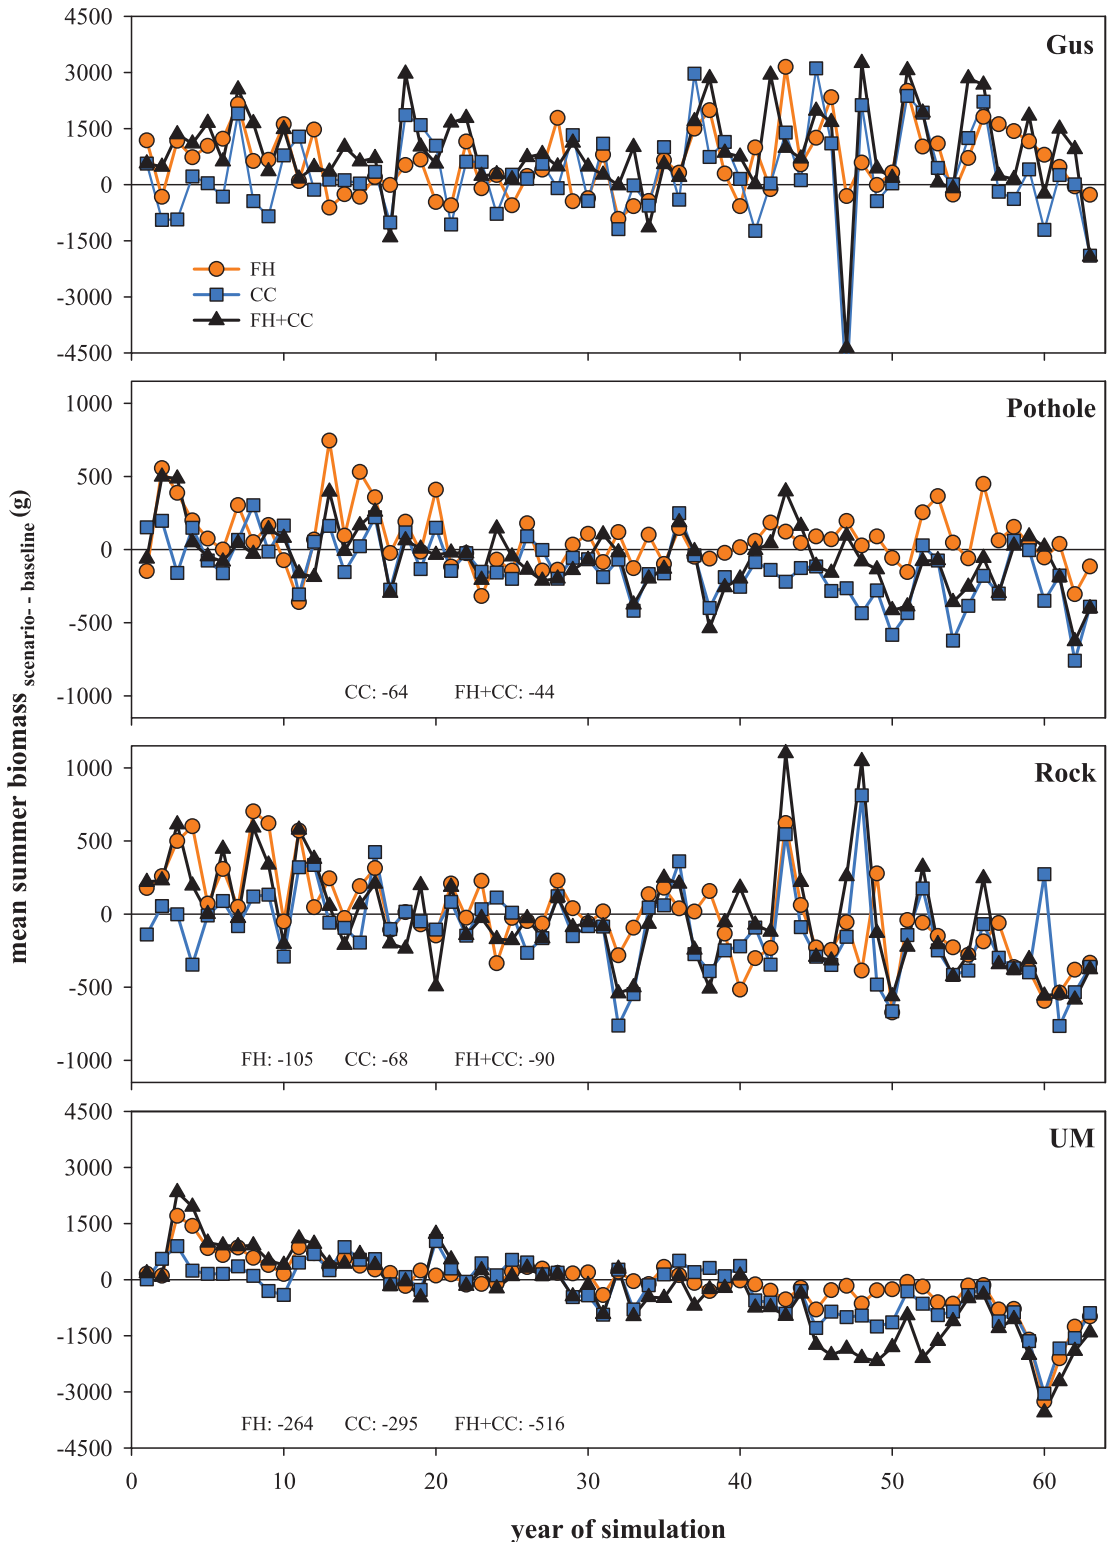 4500
Gus
3000
1500
0
-1500
FH
CC
-3000
FH+CC
-4500
1000
Pothole
500
0
-500
CC: -64 FH+CC: -44
-1000
1000
Rock
500
0
-500
FH: -105 CC: -68 FH+CC: -90
-1000
4500
UM
3000
1500
0
-1500
-3000
FH: -264 CC: -295 FH+CC: -516
-4500
0 10 20 30 40 50 60
year of simulation
mean summer biomass scenario-- - baseline (g)